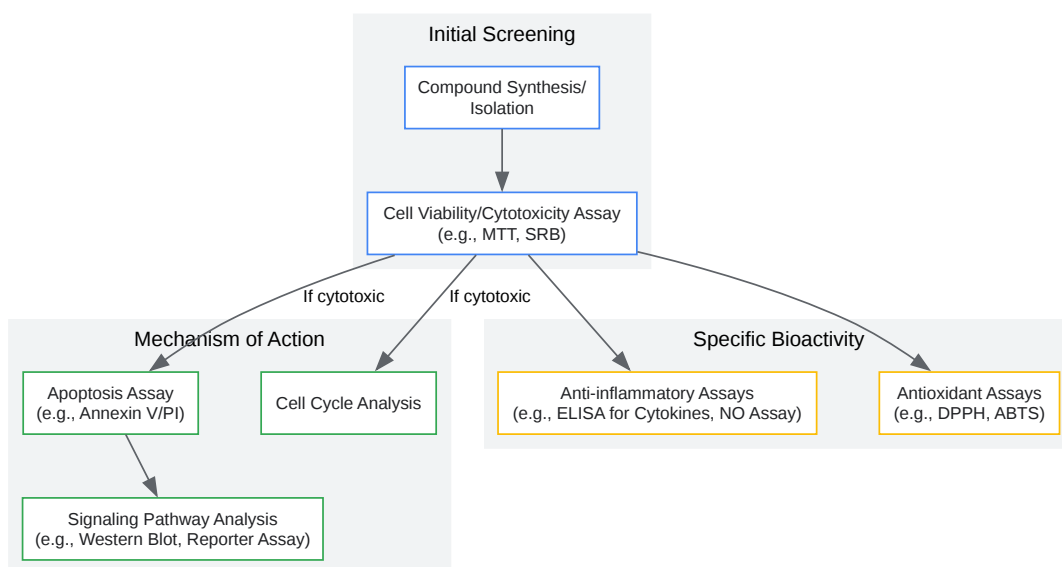 Initial Screening
Compound Synthesis/
Isolation
Cell Viability/Cytotoxicity Assay
(e.g., MTT, SRB)
If cytotoxic
If cytotoxic
Mechanism of Action
Specific Bioactivity
Apoptosis Assay
(e.g., Annexin V/PI)
Cell Cycle Analysis
Anti-inflammatory Assays
(e.g., ELISA for Cytokines, NO Assay)
Antioxidant Assays
(e.g., DPPH, ABTS)
Signaling Pathway Analysis
(e.g., Western Blot, Reporter Assay)